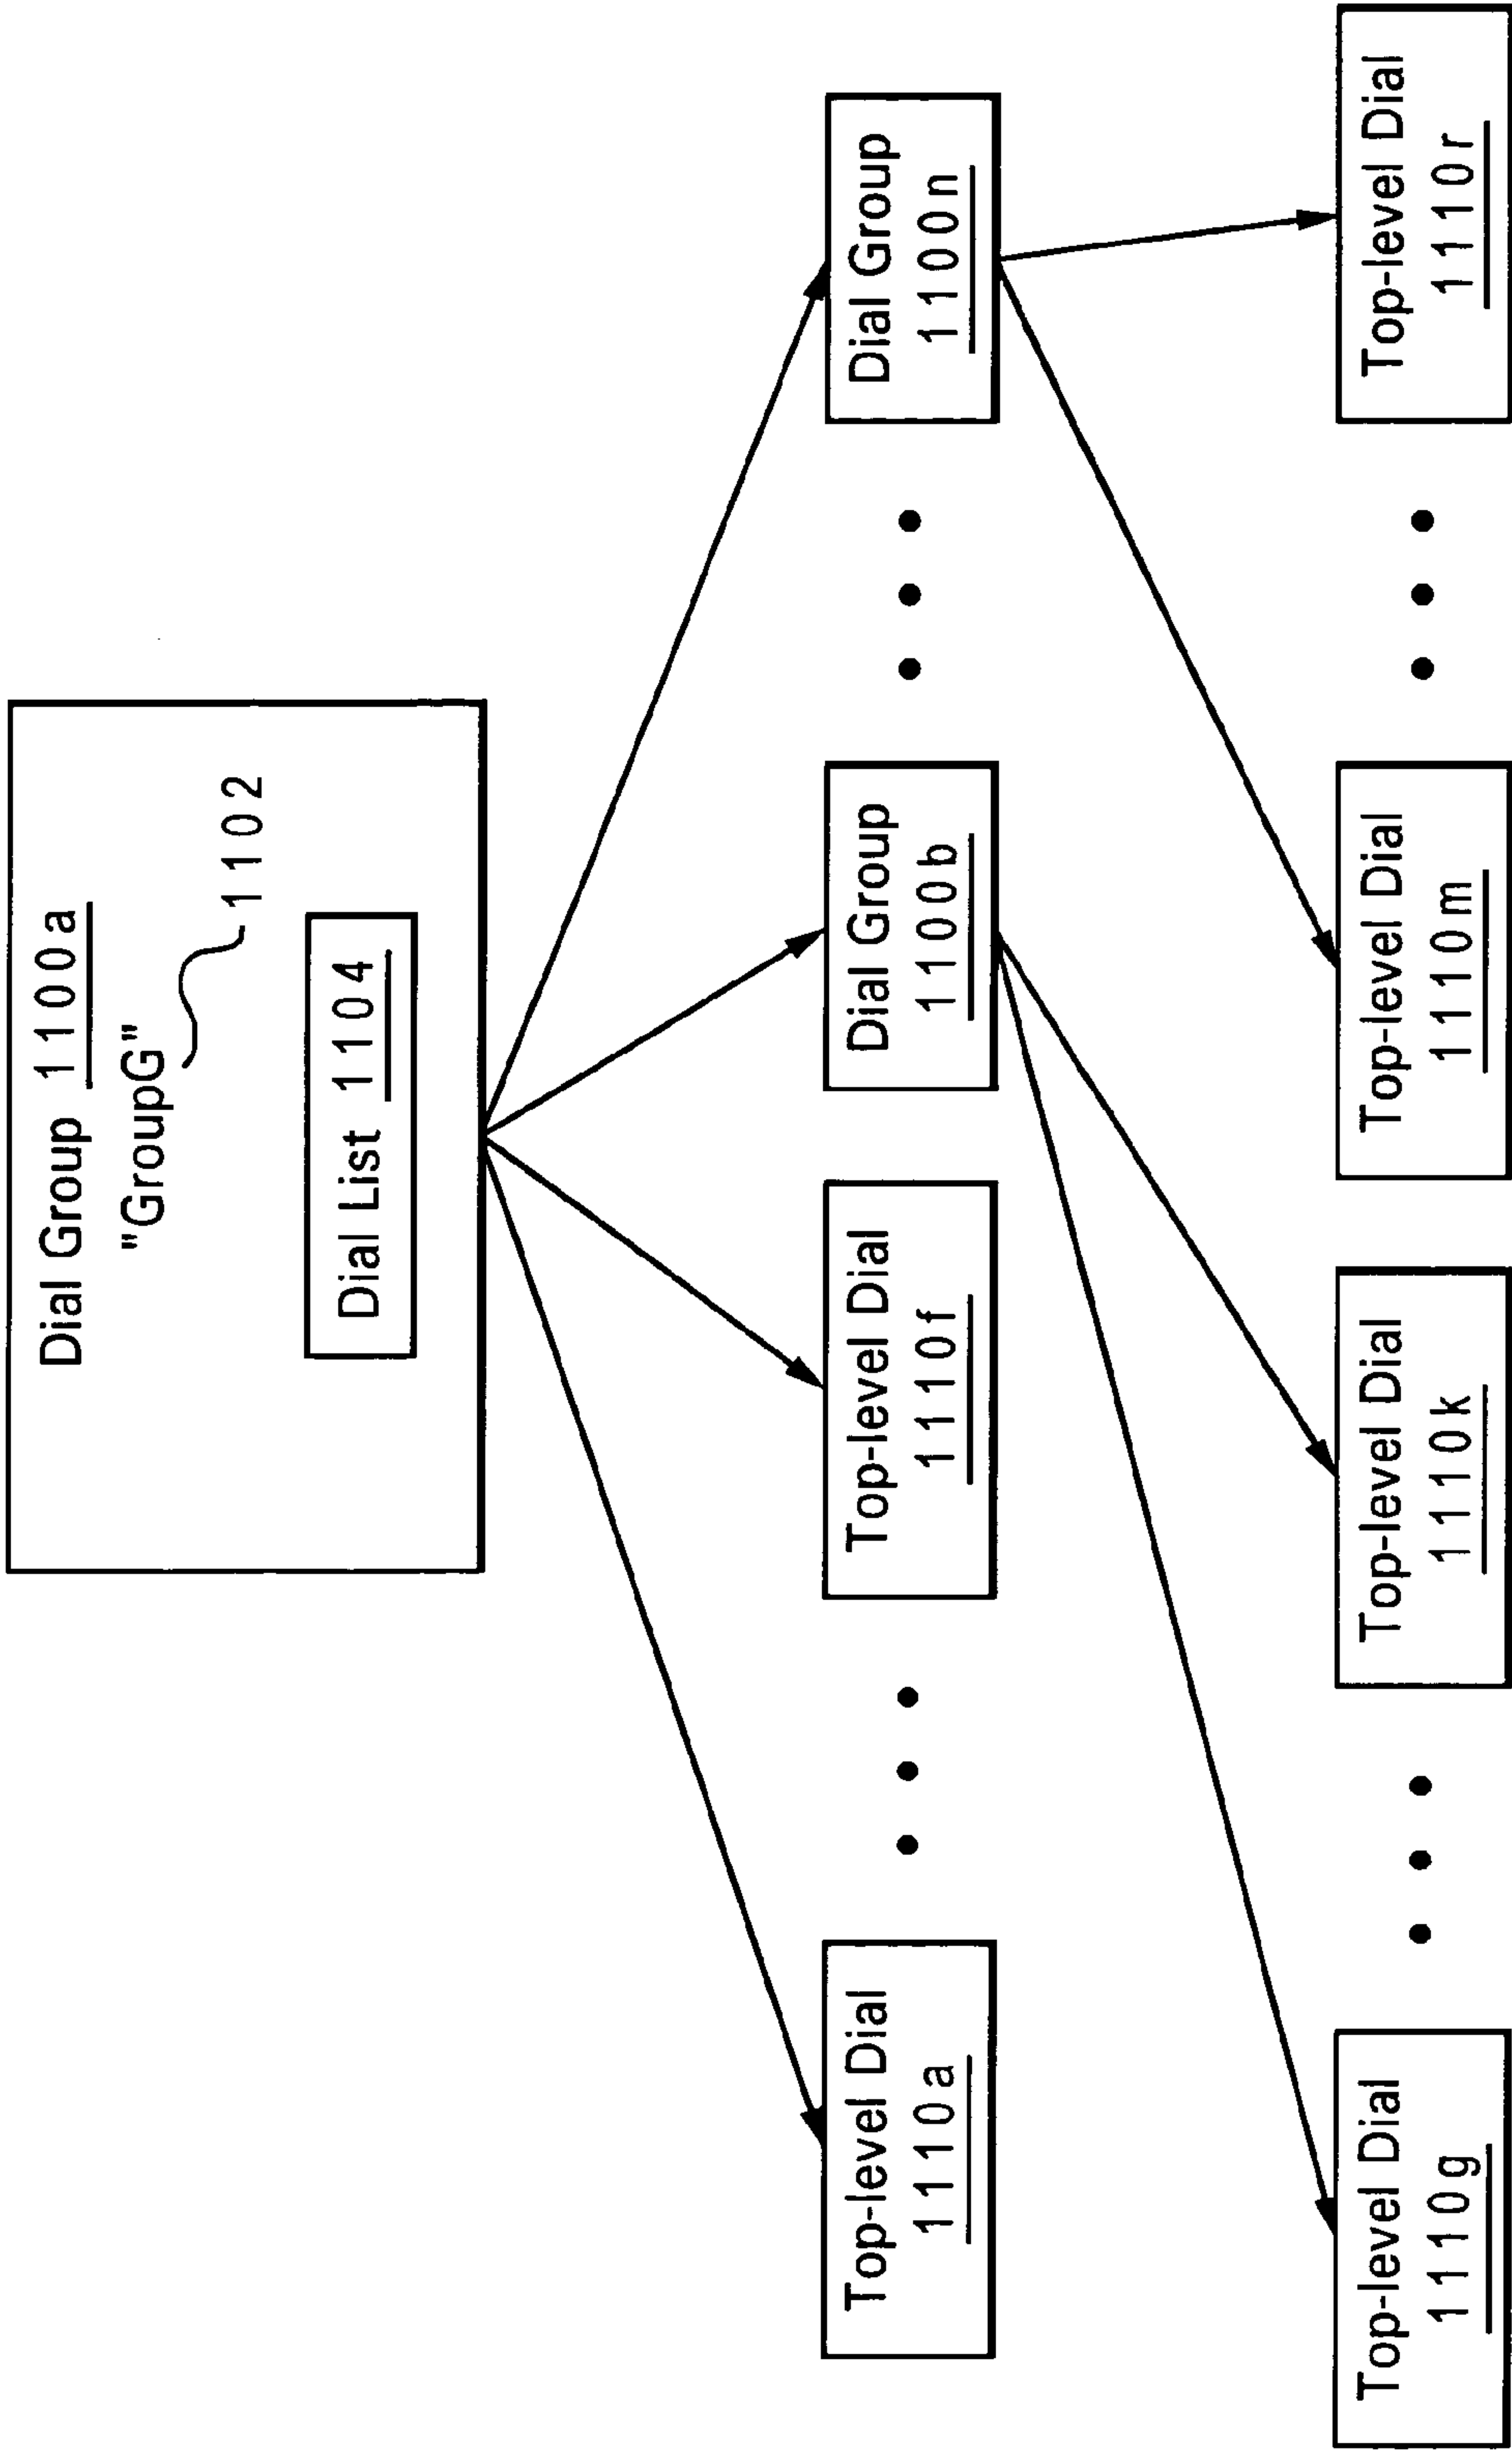 Dial Group 1100a
"GroupG"
1102
Dial List 1104
Top-level Dial
1110a
Top-level Dial
1110f
Dial Group
1100b
Dial Group
1100n
Top-level Dial
1110g
Top-level Dial
1110k
Top-level Dial
1110m
Top-level Dial
1110r